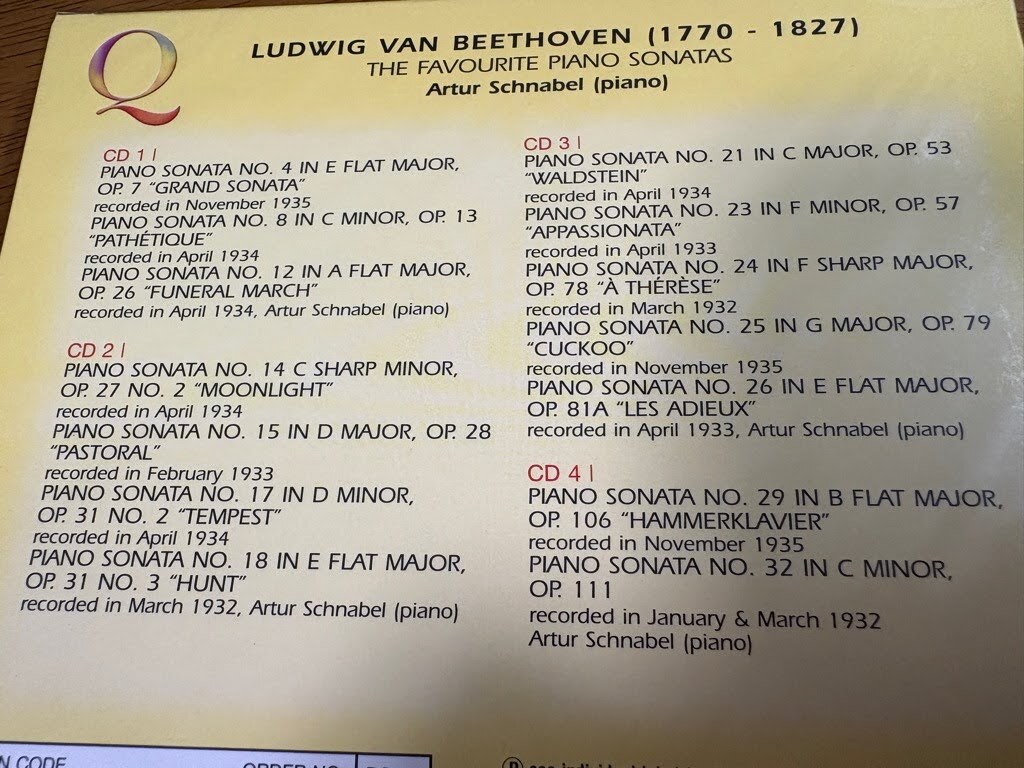 Q
LUDWIG VAN BEETHOVEN (1770 - 1827)
THE FAVOURITE PIANO SONATAS
Artur Schnabel (piano)
CD 1 |
PIANO SONATA NO. 4 IN E FLAT MAJOR,
OP. 7 “GRAND SONATA”
recorded in November 1935
PIANO SONATA NO. 8 IN C MINOR, OP. 13
“PATHÉTIQUE”
recorded in April 1934
PIANO SONATA NO. 12 IN A FLAT MAJOR,
OP. 26 “FUNERAL MARCH”
recorded in April 1934, Artur Schnabel (piano)
CD 2 |
PIANO SONATA NO. 14 C SHARP MINOR,
OP. 27 NO. 2 “MOONLIGHT”
recorded in April 1934
PIANO SONATA NO. 15 IN D MAJOR, OP. 28
“PASTORAL”
recorded in February 1933
PIANO SONATA NO. 17 IN D MINOR,
OP. 31 NO. 2 “TEMPEST”
recorded in April 1934
PIANO SONATA NO. 18 IN E FLAT MAJOR,
OP. 31 NO. 3 “HUNT”
recorded in March 1932, Artur Schnabel (piano)
CD 3 |
PIANO SONATA NO. 21 IN C MAJOR, OP. 53
“WALDSTEIN”
recorded in April 1934
PIANO SONATA NO. 23 IN F MINOR, OP. 57
“APPASSIONATA”
recorded in April 1933
PIANO SONATA NO. 24 IN F SHARP MAJOR,
OP. 78 “À THÉRÈSE”
recorded in March 1932
PIANO SONATA NO. 25 IN G MAJOR, OP. 79
“CUCKOO”
recorded in November 1935
PIANO SONATA NO. 26 IN E FLAT MAJOR,
OP. 81A “LES ADIEUX”
recorded in April 1933, Artur Schnabel (piano)
CD 4 |
PIANO SONATA NO. 29 IN B FLAT MAJOR,
OP. 106 “HAMMERKLAVIER”
recorded in November 1935
PIANO SONATA NO. 32 IN C MINOR,
OP. 111
recorded in January & March 1932
Artur Schnabel (piano)
CODE
ORDER NO.